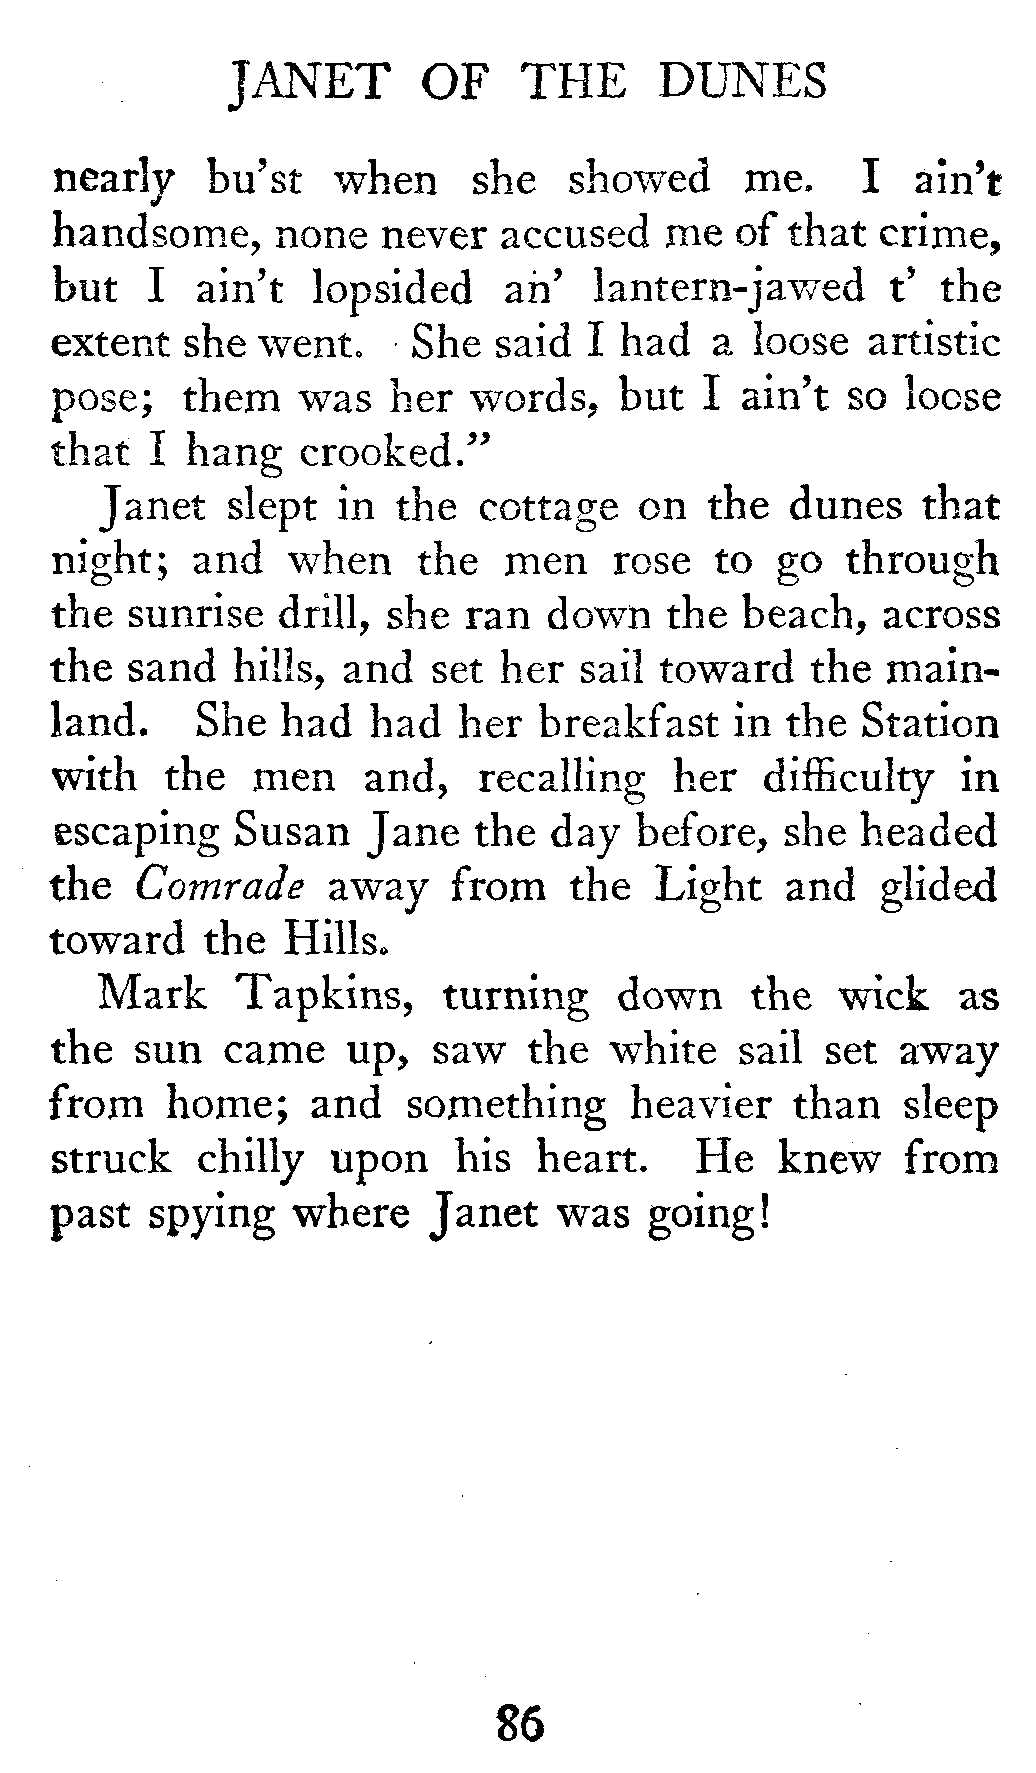 JANET OF THE DUNES
nearly bu'st when she showed me. I ain't
handsome, none never accused me of that crime,
but I ain't lopsided an' lantern-jawed t' the
extent she went. She said I had a loose artistic
pose; them was her words, but I ain't so loose
that I hang crooked."
Janet slept in the cottage on the dunes that
night; and when the men rose to go through
the sunrise drill, she ran down the beach, across
the sand hills, and set her sail toward the main-
land. She had had her breakfast in the Station
with the men and, recalling her difficulty in
escaping Susan Jane the day before, she headed
the Comrade away from the Light and glided
toward the Hills.
Mark Tapkins, turning down the wick as
the sun came up, saw the white sail set away
from home; and something heavier than sleep
struck chilly upon his heart. He knew from
past spying where Janet was going!
86